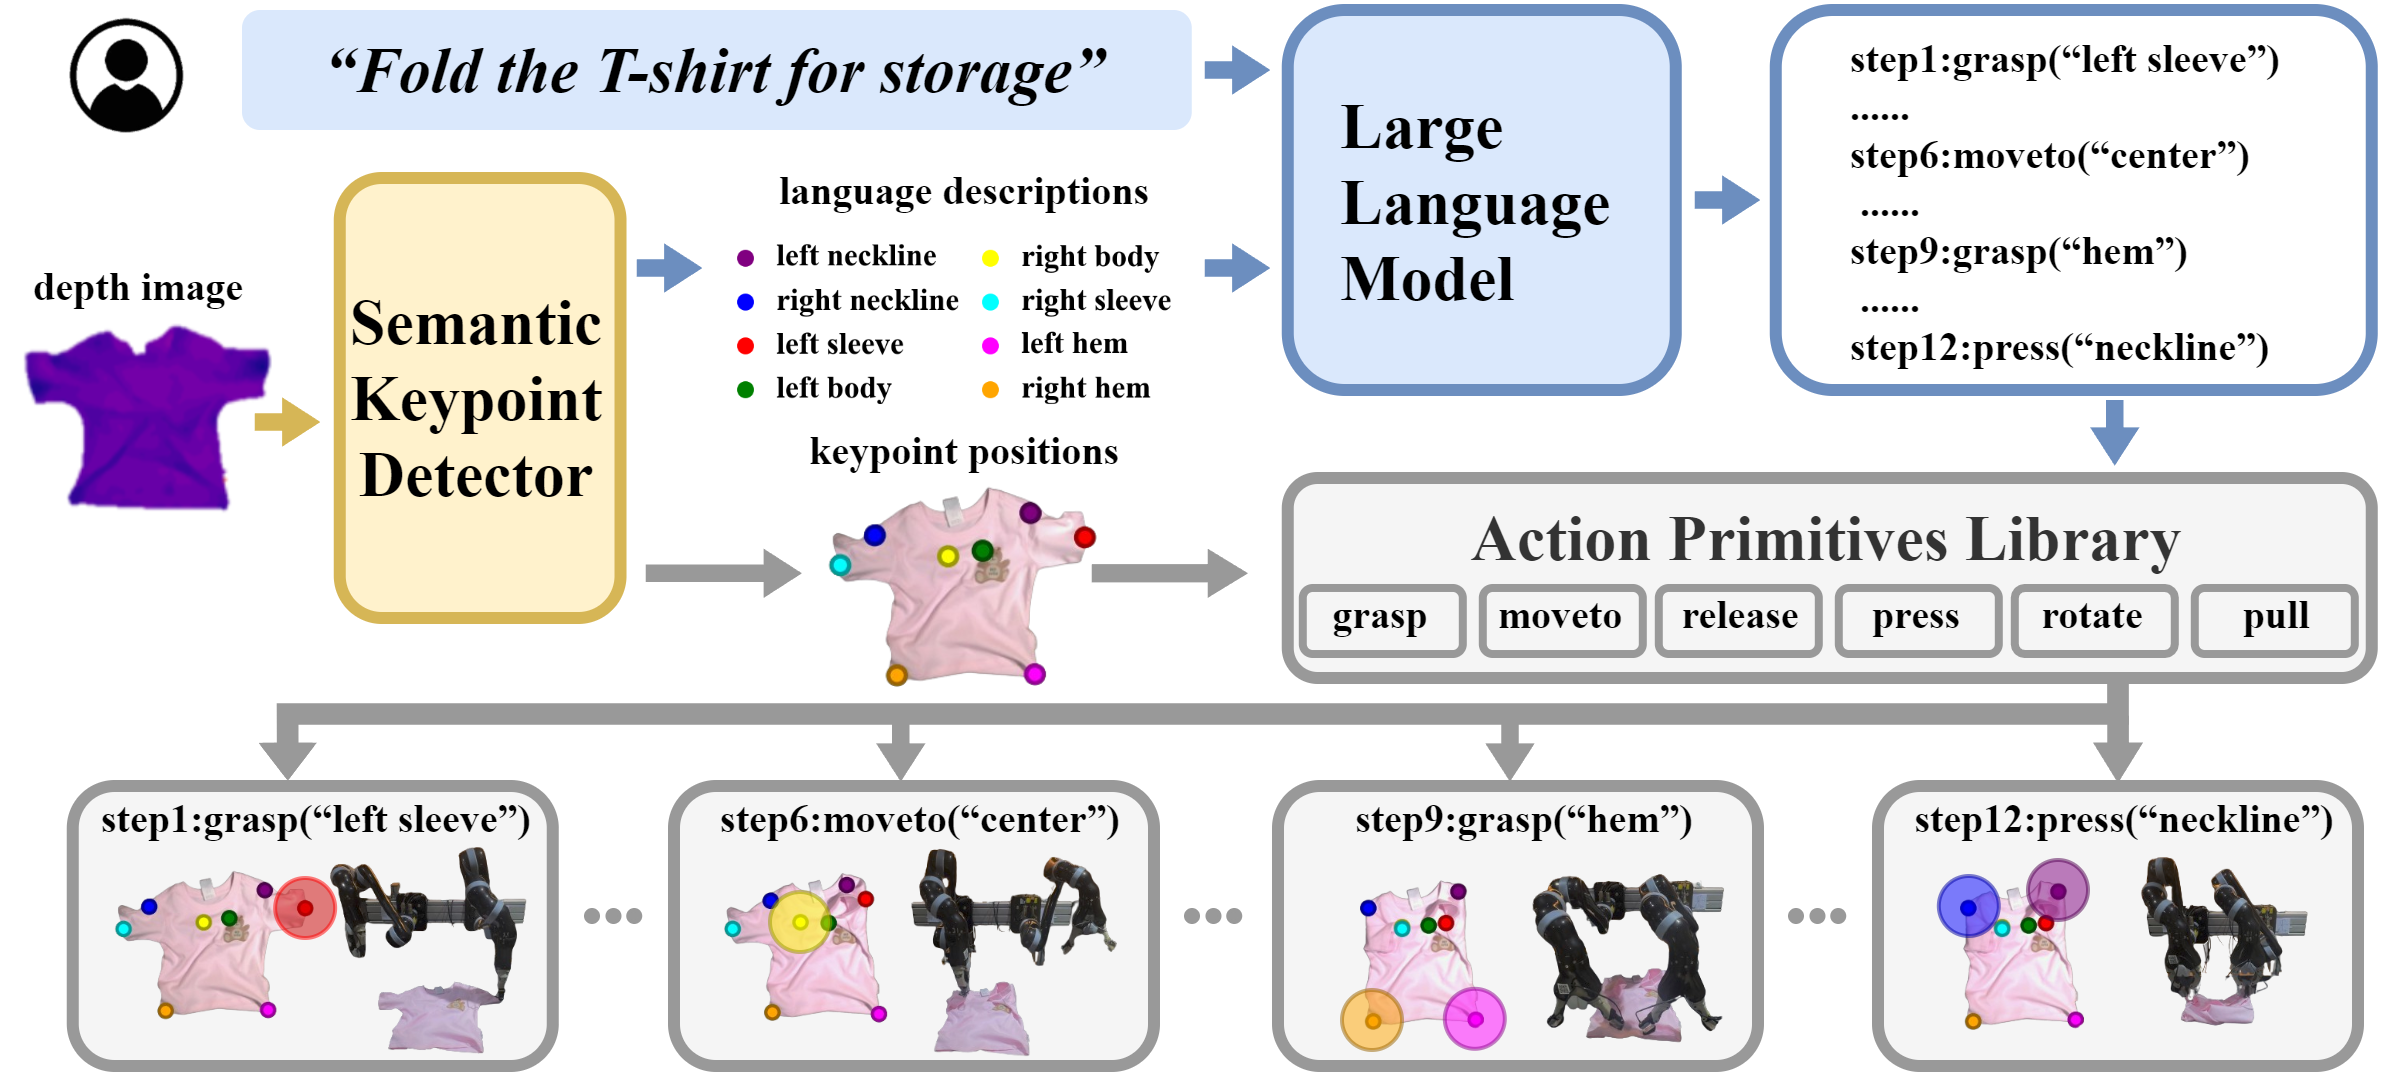 “Fold the T-shirt for storage”
depth image
Semantic
Keypoint
Detector
language descriptions
left neckline
right neckline
left sleeve
left body
right body
right sleeve
left hem
right hem
keypoint positions
Large
Language
Model
step1:grasp(“left sleeve”)
......
step6:moveto(“center”)
......
step9:grasp(“hem”)
......
step12:press(“neckline”)
Action Primitives Library
grasp
moveto
release
press
rotate
pull
step1:grasp(“left sleeve”)
step6:moveto(“center”)
step9:grasp(“hem”)
step12:press(“neckline”)